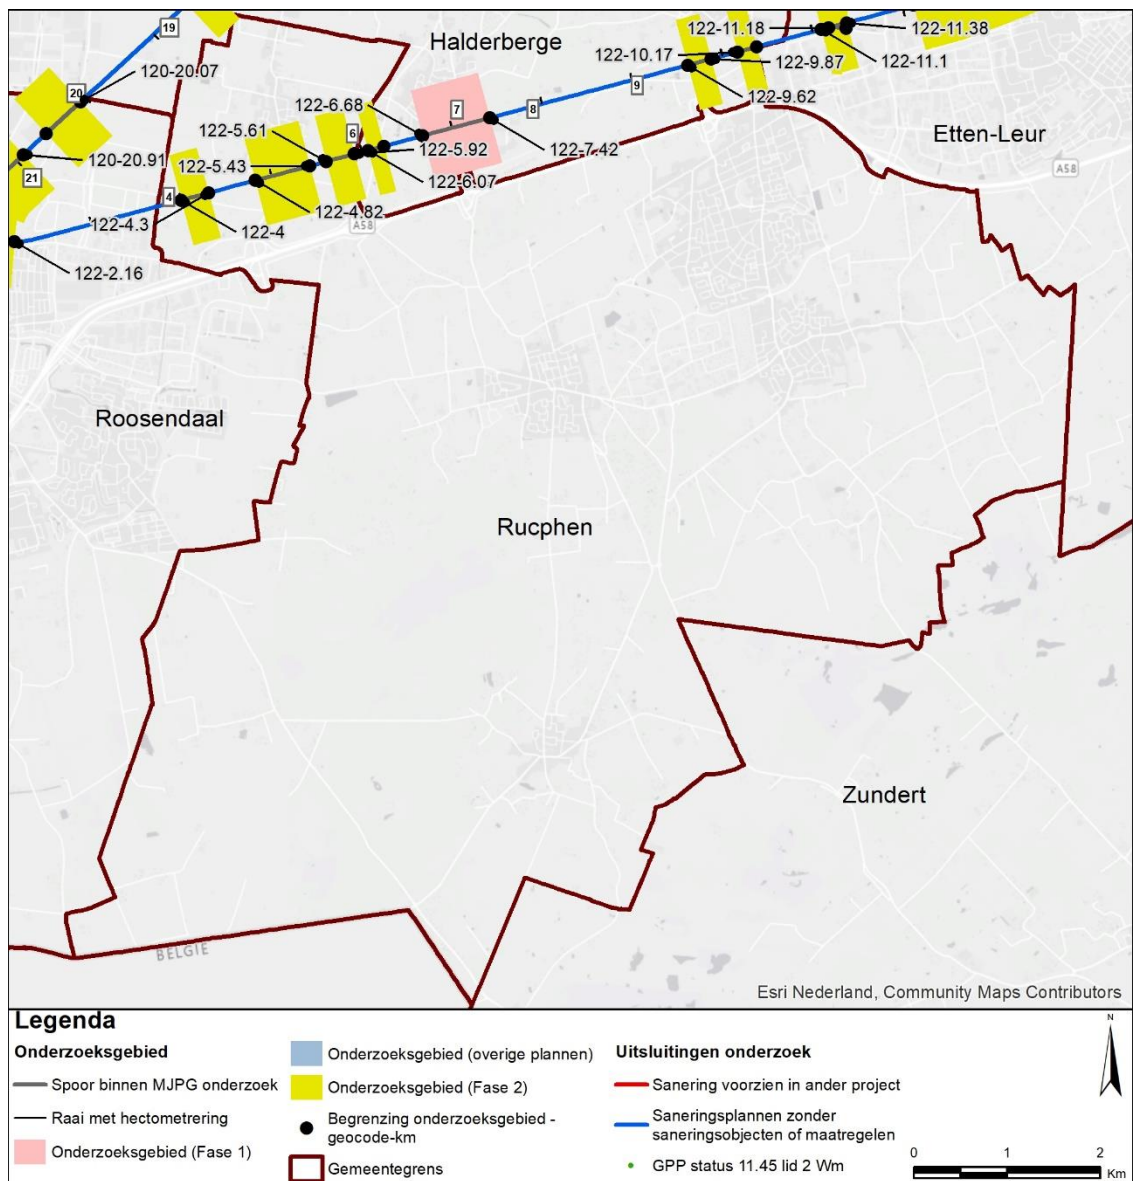 19
Halderberge
122-11.18
122-11.38
122-10.17
122-9.87
122-11.1
120-20.07
20
9
122-9.62
122-6.68
7
8
Etten-Leur
122-5.61
6
120-20.91
122-5.43
122-5.92
122-7.42
21
122-6.07
A58
4
122-4.82
122-4.3
122-4
A58
122-2.16
Roosendaal
Rucphen
Zundert
BELGIE
Esri Nederland, Community Maps Contributors
Legenda
Onderzoeksgebied
Spoor binnen MJPG onderzoek
Raai met hectometrering
Onderzoeksgebied (Fase 1)
Onderzoeksgebied (overige plannen)
Onderzoeksgebied (Fase 2)
Begrenzing onderzoeksgebied -
geocode-km
Gemeentegrens
Uitsluitingen onderzoek
Sanering voorzien in ander project
Saneringsplannen zonder
saneringsobjecten of maatregelen
GPP status 11.45 lid 2 Wm
N
0 1 2
Km